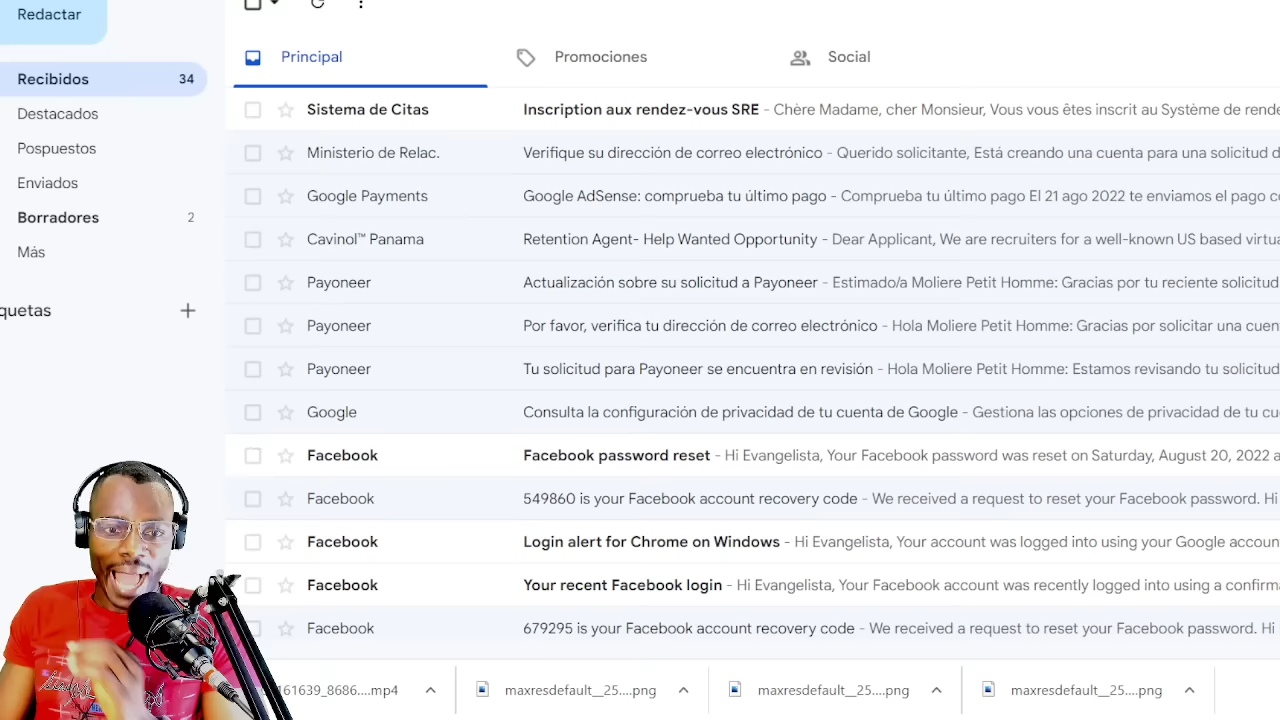 Redactar
Principal
Promociones
Social
Recibidos 34
Destacados
Pospuestos
Enviados
Borradores 2
Más
quetas
Sistema de Citas Inscription aux rendez-vous SRE - Chère Madame, cher Monsieur, Vous vous êtes inscrit au Système de rende
Ministerio de Relac. Verifique su dirección de correo electrónico - Querido solicitante, Está creando una cuenta para una solicitud d
Google Payments Google AdSense: comprueba tu último pago - Comprueba tu último pago El 21 ago 2022 te enviamos el pago co
Cavinol™ Panama Retention Agent- Help Wanted Opportunity - Dear Applicant, We are recruiters for a well-known US based virtua
Payoneer Actualización sobre su solicitud a Payoneer - Estimado/a Moliere Petit Homme: Gracias por tu reciente solicitud
Payoneer Por favor, verifica tu dirección de correo electrónico - Hola Moliere Petit Homme: Gracias por solicitar una cuen
Payoneer Tu solicitud para Payoneer se encuentra en revisión - Hola Moliere Petit Homme: Estamos revisando tu solicitud
Google Consulta la configuración de privacidad de tu cuenta de Google - Gestiona las opciones de privacidad de tu cu
Facebook Facebook password reset - Hi Evangelista, Your Facebook password was reset on Saturday, August 20, 2022 a
Facebook 549860 is your Facebook account recovery code - We received a request to reset your Facebook password. Hi
Facebook Login alert for Chrome on Windows - Hi Evangelista, Your account was logged into using your Google accoun
Facebook Your recent Facebook login - Hi Evangelista, Your Facebook account was recently logged into using a confirma
Facebook 679295 is your Facebook account recovery code - We received a request to reset your Facebook password. Hi
161639_8686....mp4 maxresdefault__25....png maxresdefault__25....png maxresdefault__25....png